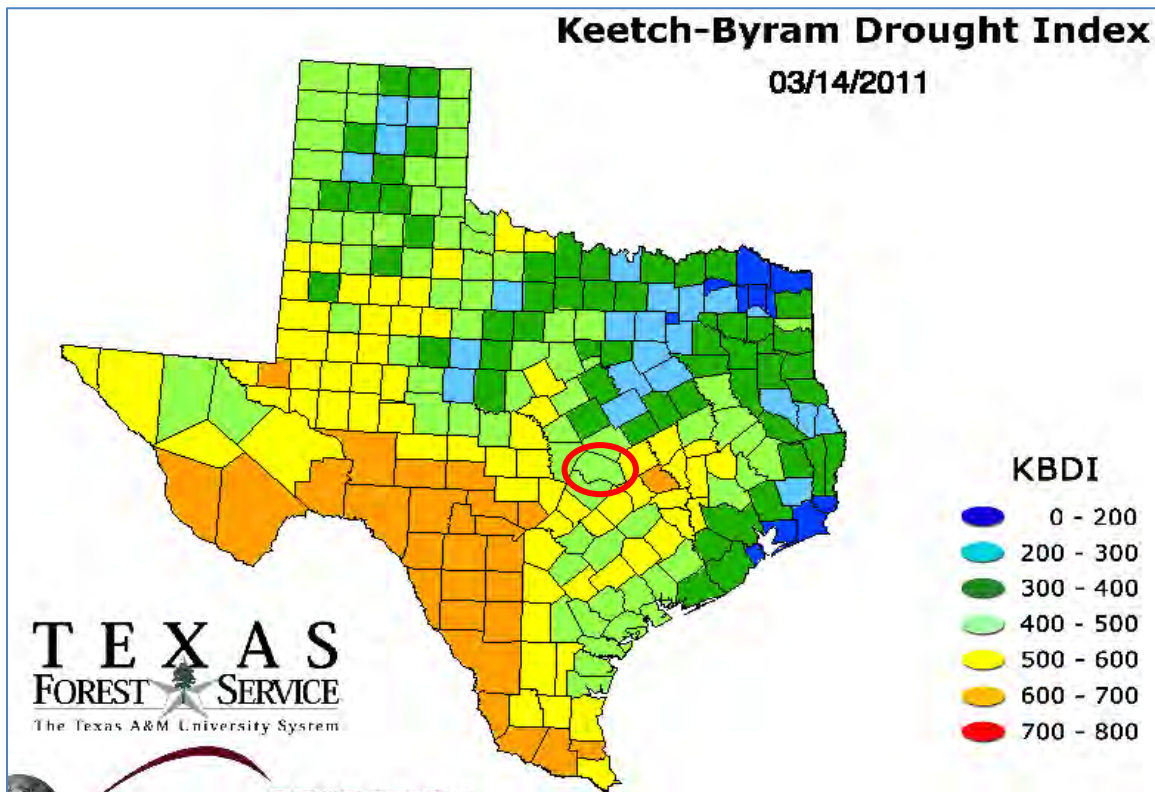 Keetch-Byram Drought Index
03/14/2011
KBDI
0 - 200
200 - 300
300 - 400
400 - 500
500 - 600
600 - 700
700 - 800
TEXAS
FOREST SERVICE
The Texas A&M University System